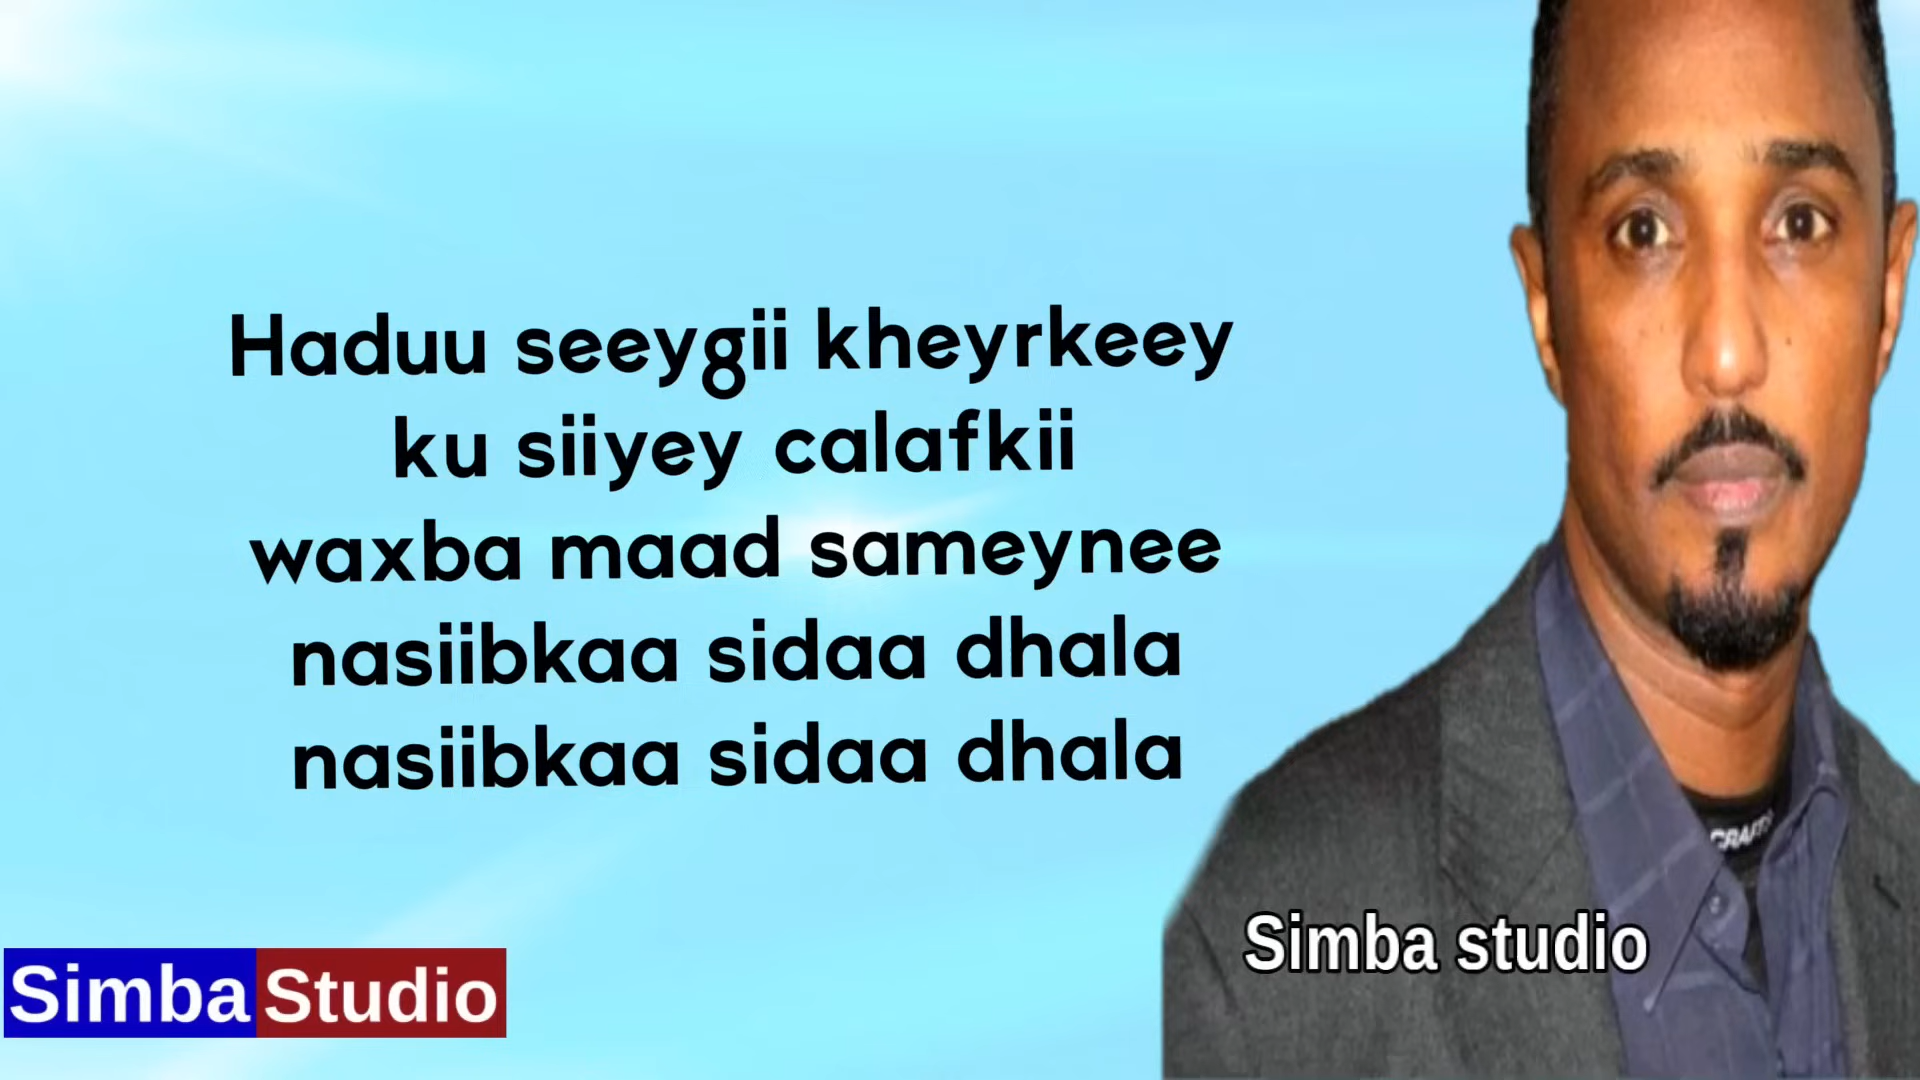 Haduu seeygii kheyrkeey
ku siiyey calafkii
waxba maad sameynee
nasiibkaa sidaa dhala
nasiibkaa sidaa dhala
CRAFT
Simba studio
Simba Studio